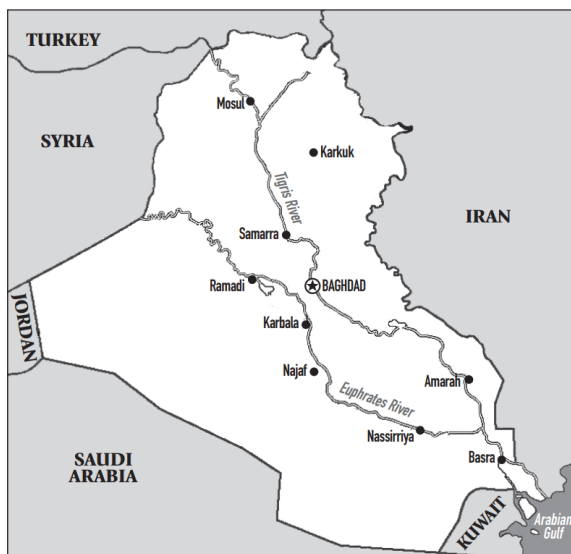 TURKEY
Mosul
SYRIA
Karkuk
Tigris River
IRAN
Samarra
Ramadi
BAGHDAD
JORDAN
Karbala
Najaf
Amarah
Euphrates River
Nassirriya
SAUDI
ARABIA
Basra
KUWAIT
Arabian
Gulf